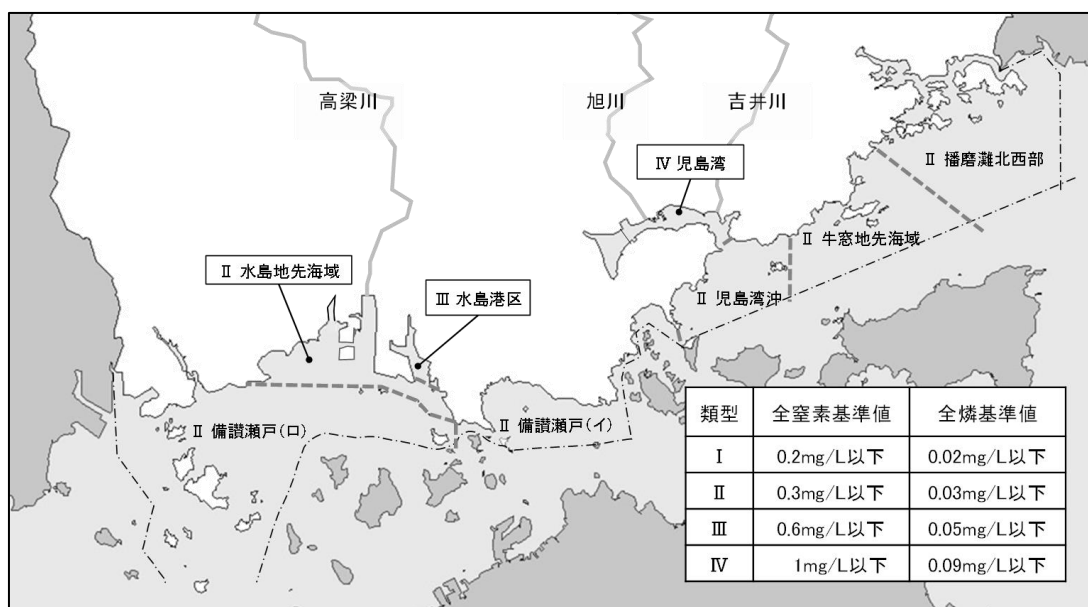 高梁川
旭川
吉井川
Ⅳ 児島湾
Ⅱ 播磨灘北西部
Ⅱ 牛窓地先海域
Ⅱ 水島地先海域
Ⅲ 水島港区
Ⅱ 児島湾沖
Ⅱ 備讃瀬戸(ロ)
Ⅱ 備讃瀬戸(イ)
類型 全窒素基準値 全燐基準値
Ⅰ 0.2mg/L以下 0.02mg/L以下
Ⅱ 0.3mg/L以下 0.03mg/L以下
Ⅲ 0.6mg/L以下 0.05mg/L以下
Ⅳ 1mg/L以下 0.09mg/L以下